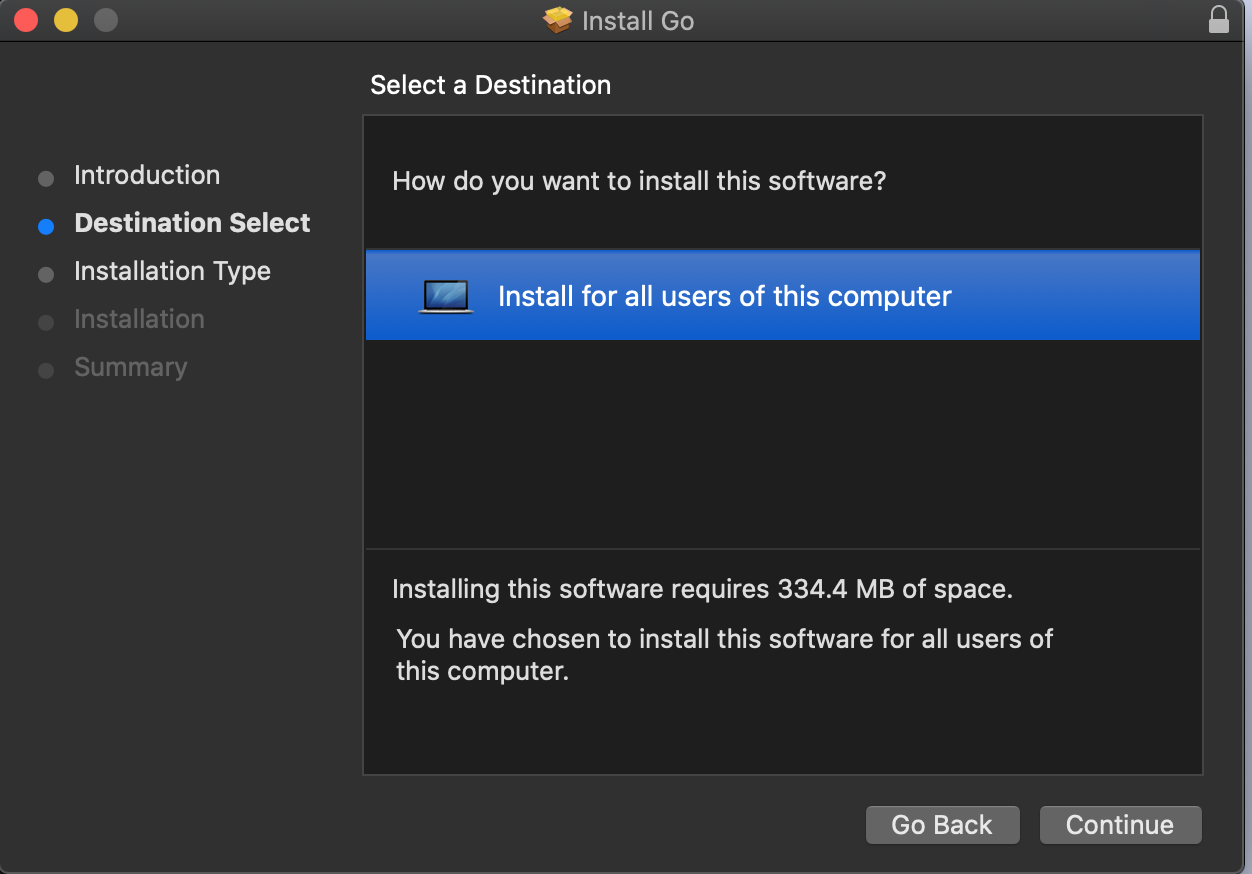 Install Go
Select a Destination
Introduction
Destination Select
Installation Type
Installation
Summary
How do you want to install this software?
Install for all users of this computer
Installing this software requires 334.4 MB of space.
You have chosen to install this software for all users of
this computer.
Go Back
Continue